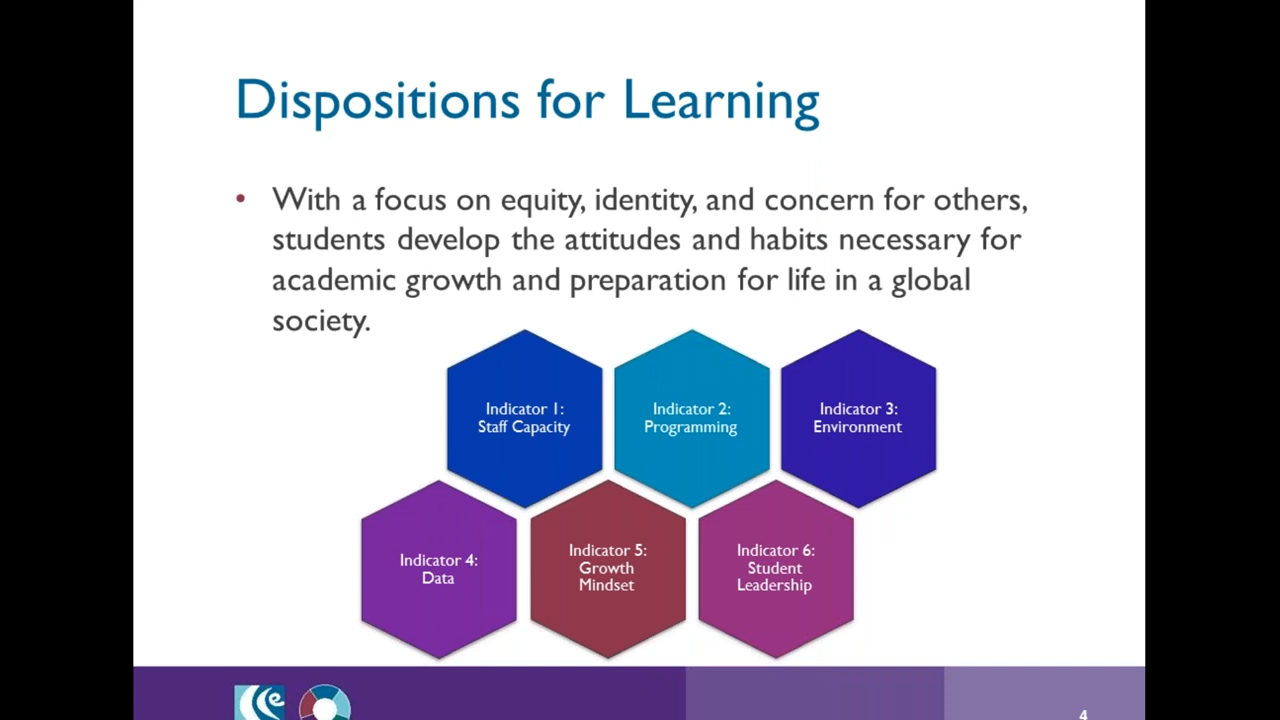 Dispositions for Learning
• With a focus on equity, identity, and concern for others,
students develop the attitudes and habits necessary for
academic growth and preparation for life in a global
society.
Indicator 1:
Staff Capacity
Indicator 2:
Programming
Indicator 3:
Environment
Indicator 4:
Data
Indicator 5:
Growth
Mindset
Indicator 6:
Student
Leadership
4